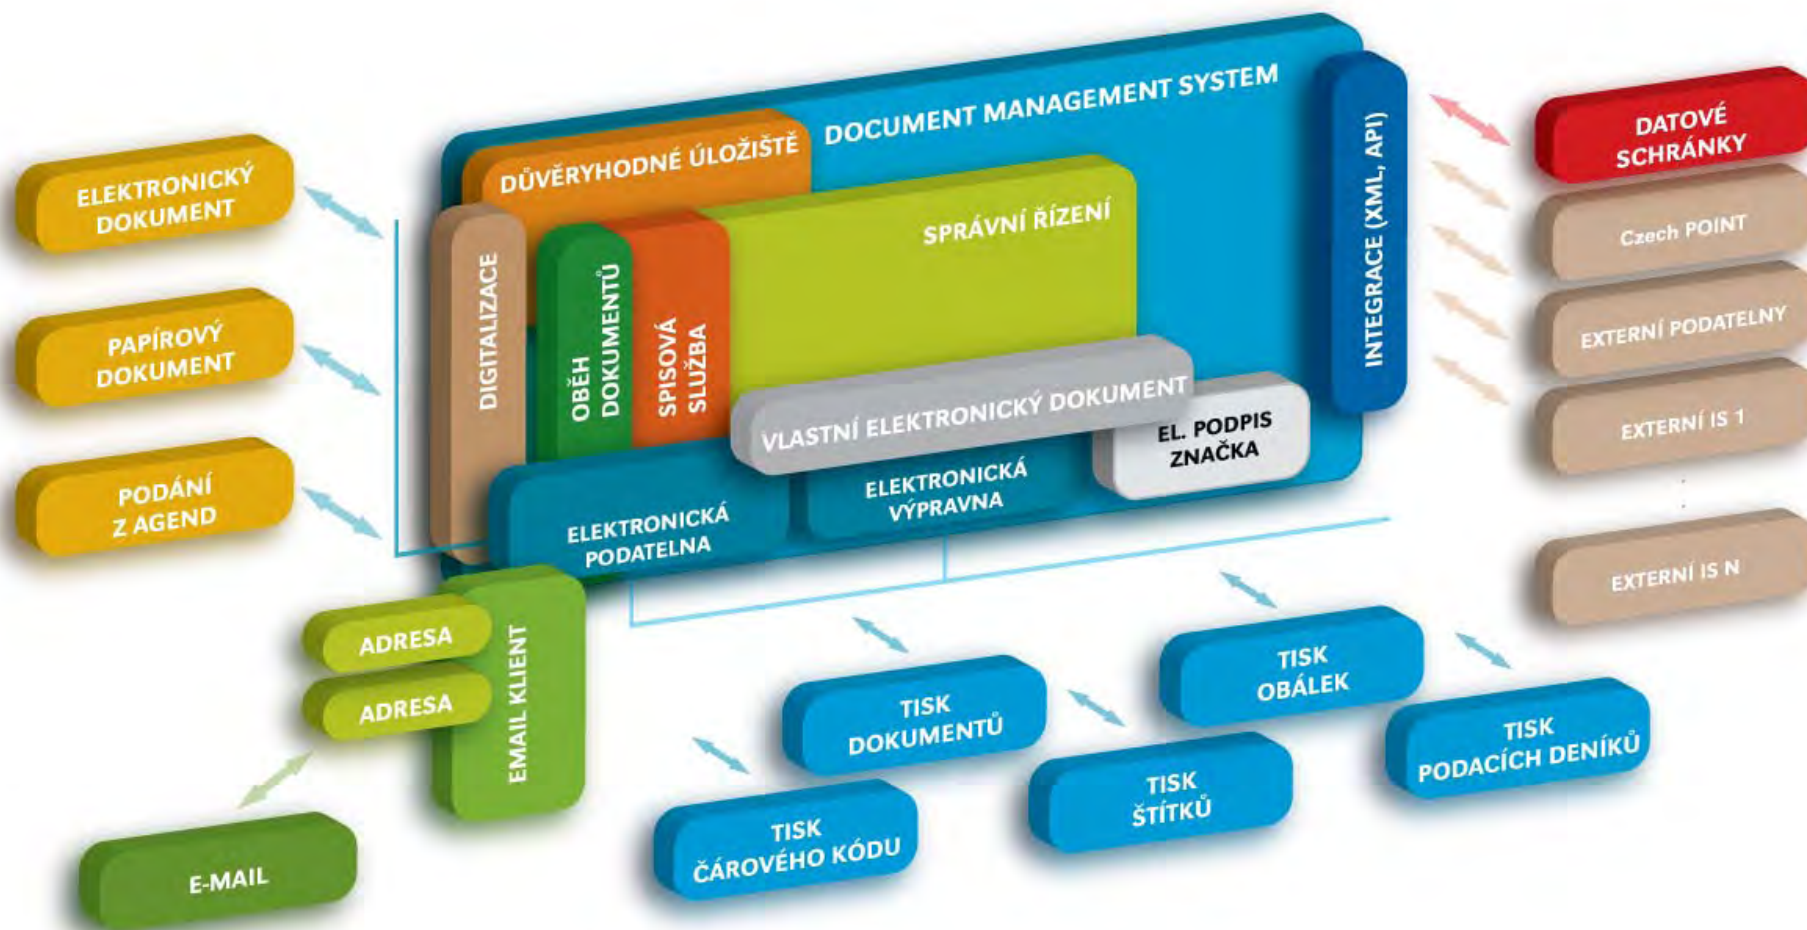 ELEKTRONICKÝ
DOKUMENT
PAPÍROVÝ
DOKUMENT
PODÁNÍ
Z AGEND
DOCUMENT MANAGEMENT SYSTEM
DŮVĚRYHODNÉ ÚLOŽIŠTĚ
DIGITALIZACE
OBĚH
DOKUMENTŮ
SPISOVÁ
SLUŽBA
SPRÁVNÍ ŘÍZENÍ
VLASTNÍ ELEKTRONICKÝ DOKUMENT
EL. PODPIS
ZNAČKA
ELEKTRONICKÁ
PODATELNA
ELEKTRONICKÁ
VÝPRAVNA
INTEGRACE (XML, API)
DATOVÉ
SCHRÁNKY
Czech POINT
EXTERNÍ PODATELNY
EXTERNÍ IS 1
EXTERNÍ IS N
ADRESA
ADRESA
EMAIL KLIENT
E-MAIL
TISK
ČÁROVÉHO KÓDU
TISK
DOKUMENTŮ
TISK
ŠTÍTKŮ
TISK
OBÁLEK
TISK
PODACÍCH DENÍKŮ